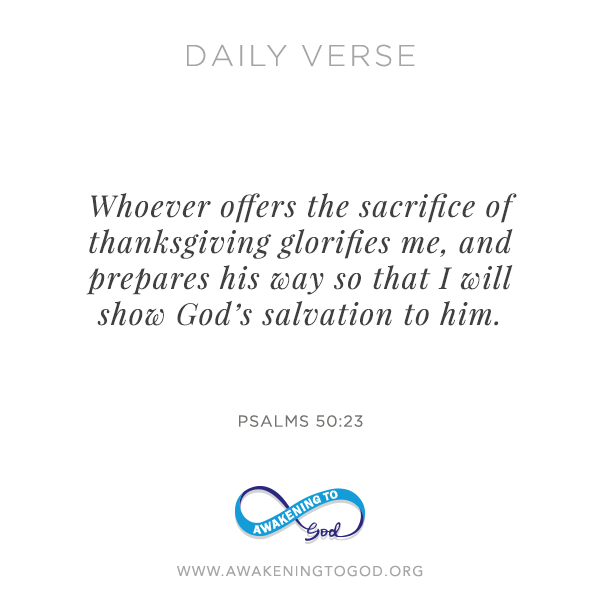 DAILY VERSE
Whoever offers the sacrifice of
thanksgiving glorifies me, and
prepares his way so that I will
show God’s salvation to him.
PSALMS 50:23
AWAKENING TO
God
WWW.AWAKENINGTOGOD.ORG